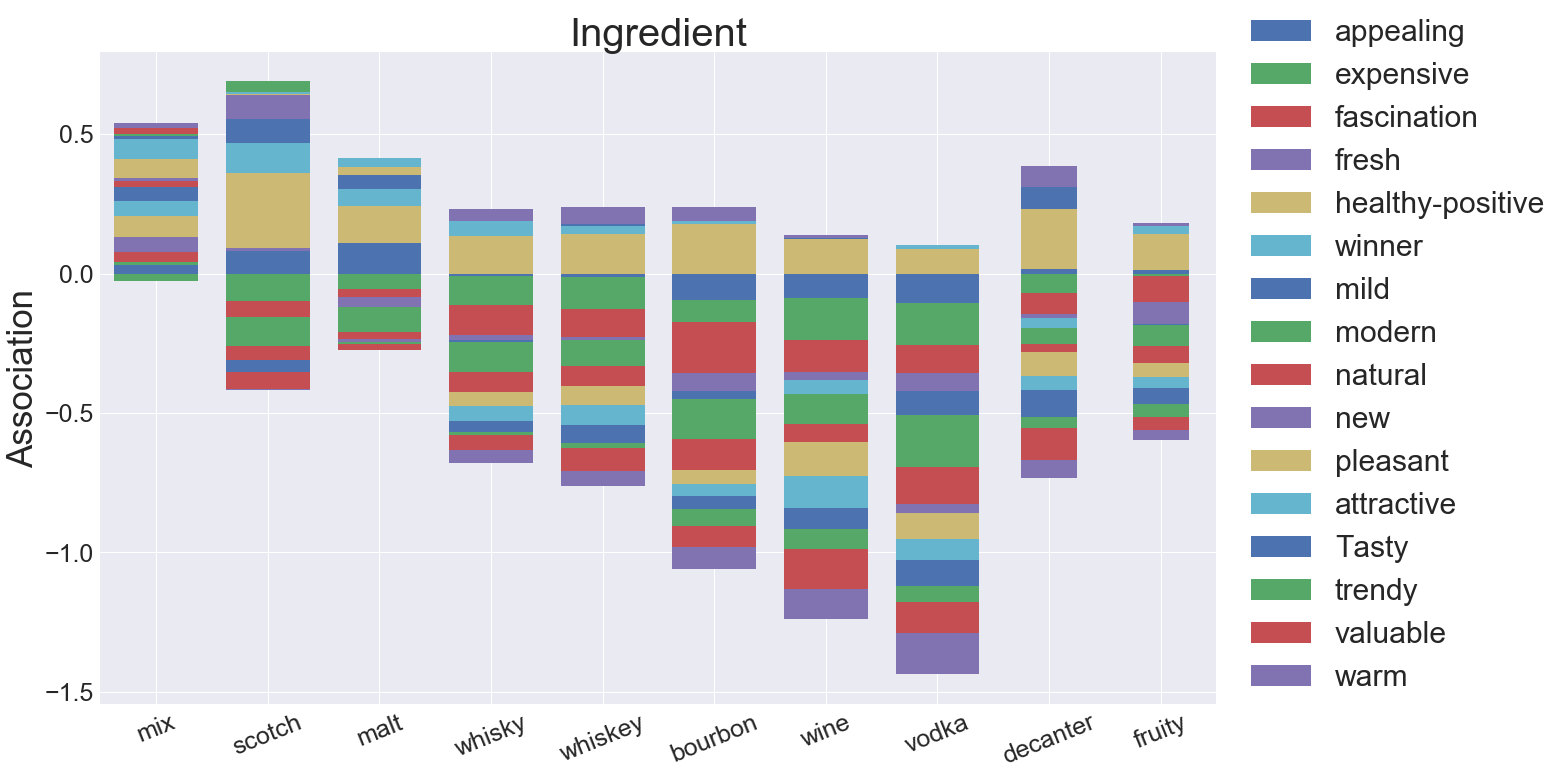 Ingredient
Association
0.5
0.0
−0.5
−1.0
−1.5
mix
scotch
malt
whisky
whiskey
bourbon
wine
vodka
decanter
fruity
appealing
expensive
fascination
fresh
healthy-positive
winner
mild
modern
natural
new
pleasant
attractive
Tasty
trendy
valuable
warm